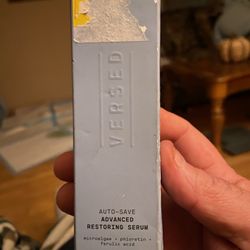 VERSED
AUTO-SAVE
ADVANCED
RESTORING SERUM
microalgae + phloretin +
ferulic acid